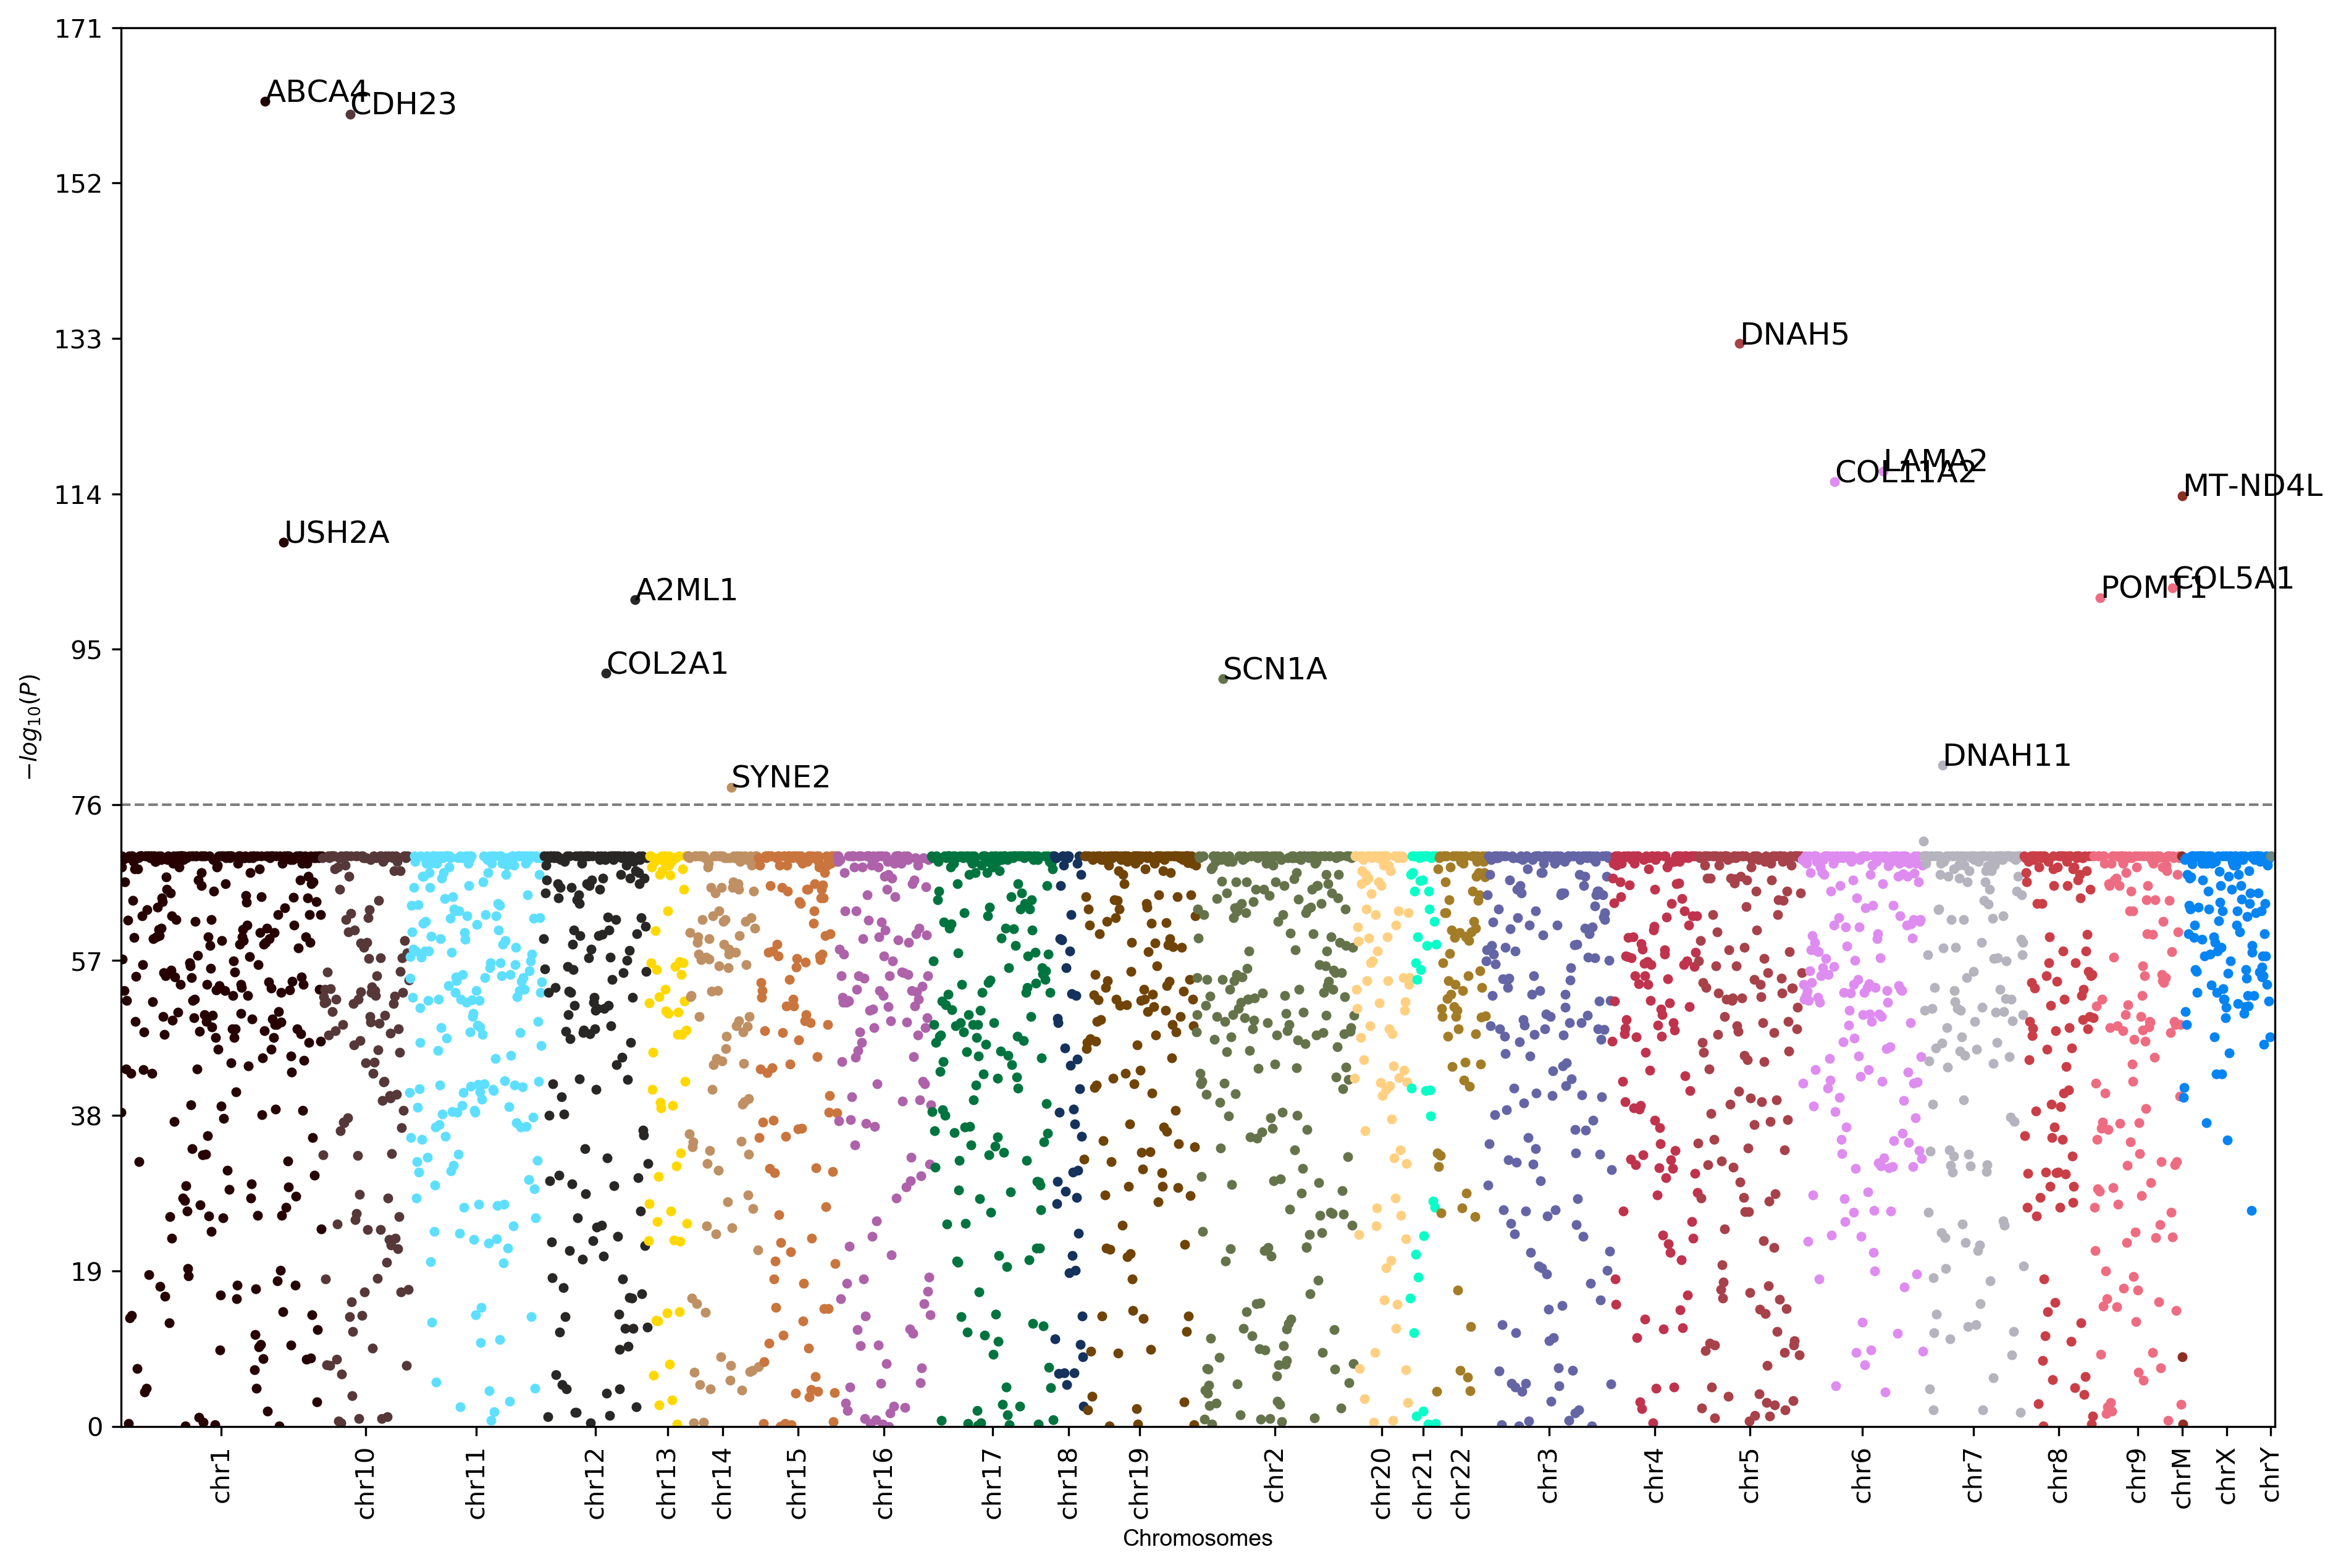 171
ABCA4
CDH23
152
133
DNAH5
LAMA2
COL11A2
114
MT-ND4L
USH2A
COL5A1
A2ML1
POMT1
95
COL2A1
SCN1A
−log10(P)
DNAH11
SYNE2
76
57
38
19
0
chr1
chr10
chr11
chr12
chr13
chr14
chr15
chr16
chr17
chr18
chr19
chr2
chr20
chr21
chr22
chr3
chr4
chr5
chr6
chr7
chr8
chr9
chrM
chrX
chrY
Chromosomes